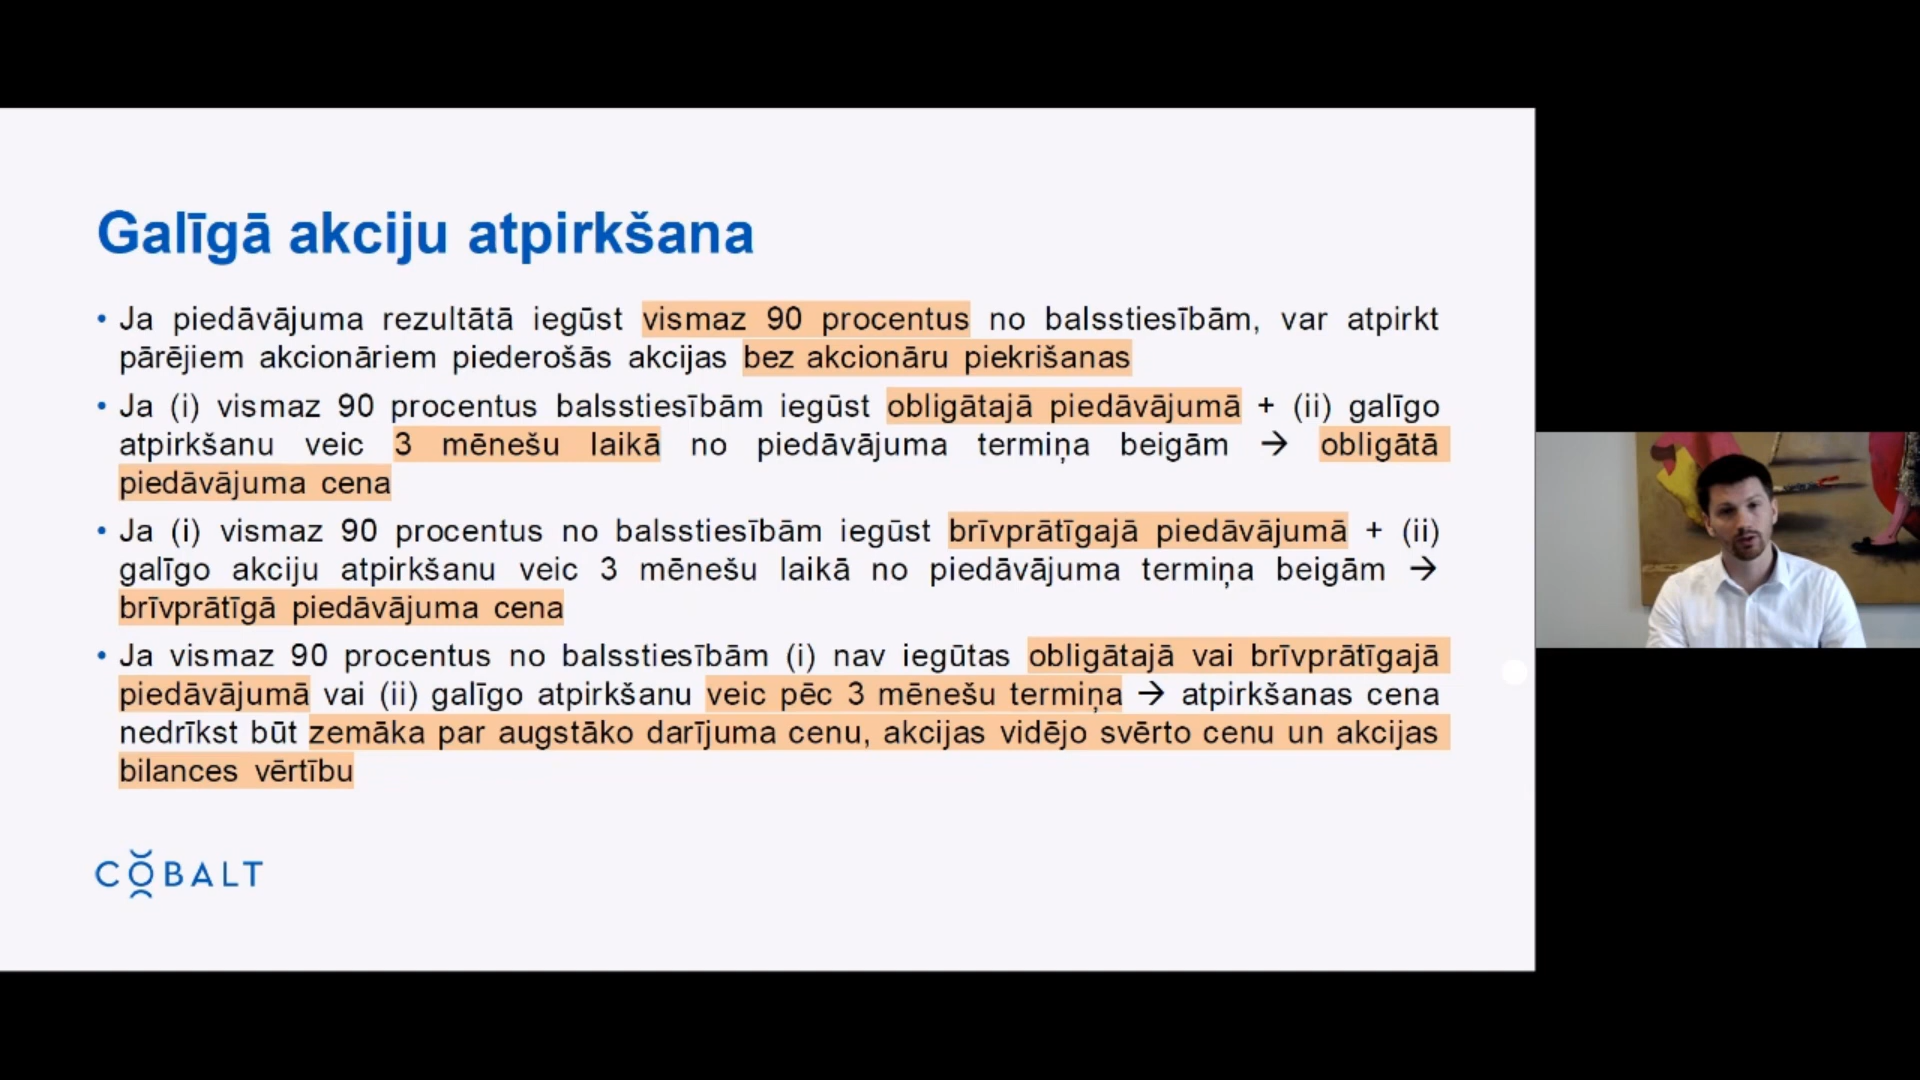 Galīgā akciju atpirkšana
• Ja piedāvājuma rezultātā iegūst vismaz 90 procentus no balsstiesībām, var atpirkt
pārējiem akcionāriem piederošās akcijas bez akcionāru piekrišanas
• Ja (i) vismaz 90 procentus balsstiesībām iegūst obligātajā piedāvājumā + (ii) galīgo
atpirkšanu veic 3 mēnešu laikā no piedāvājuma termiņa beigām → obligātā
piedāvājuma cena
• Ja (i) vismaz 90 procentus no balsstiesībām iegūst brīvprātīgajā piedāvājumā + (ii)
galīgo akciju atpirkšanu veic 3 mēnešu laikā no piedāvājuma termiņa beigām →
brīvprātīgā piedāvājuma cena
• Ja vismaz 90 procentus no balsstiesībām (i) nav iegūtas obligātajā vai brīvprātīgajā
piedāvājumā vai (ii) galīgo atpirkšanu veic pēc 3 mēnešu termiņa → atpirkšanas cena
nedrīkst būt zemāka par augstāko darījuma cenu, akcijas vidējo svērto cenu un akcijas
bilances vērtību
COBALT